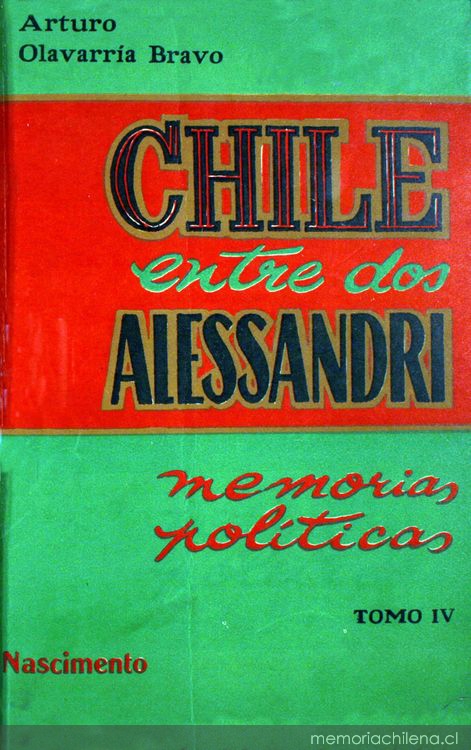 Arturo
Olavarría Bravo
CHILE
entre dos
ALESSANDRI
memorias
políticas
TOMO IV
Nascimento
memoriachilena.cl